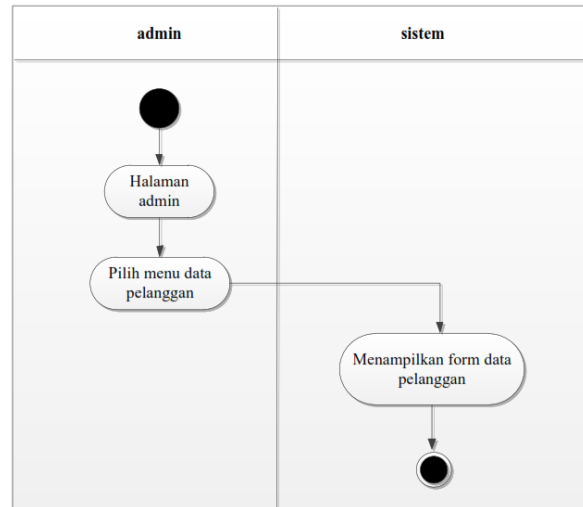 admin
sistem
Halaman
admin
Pilih menu data
pelanggan
Menampilkan form data
pelanggan